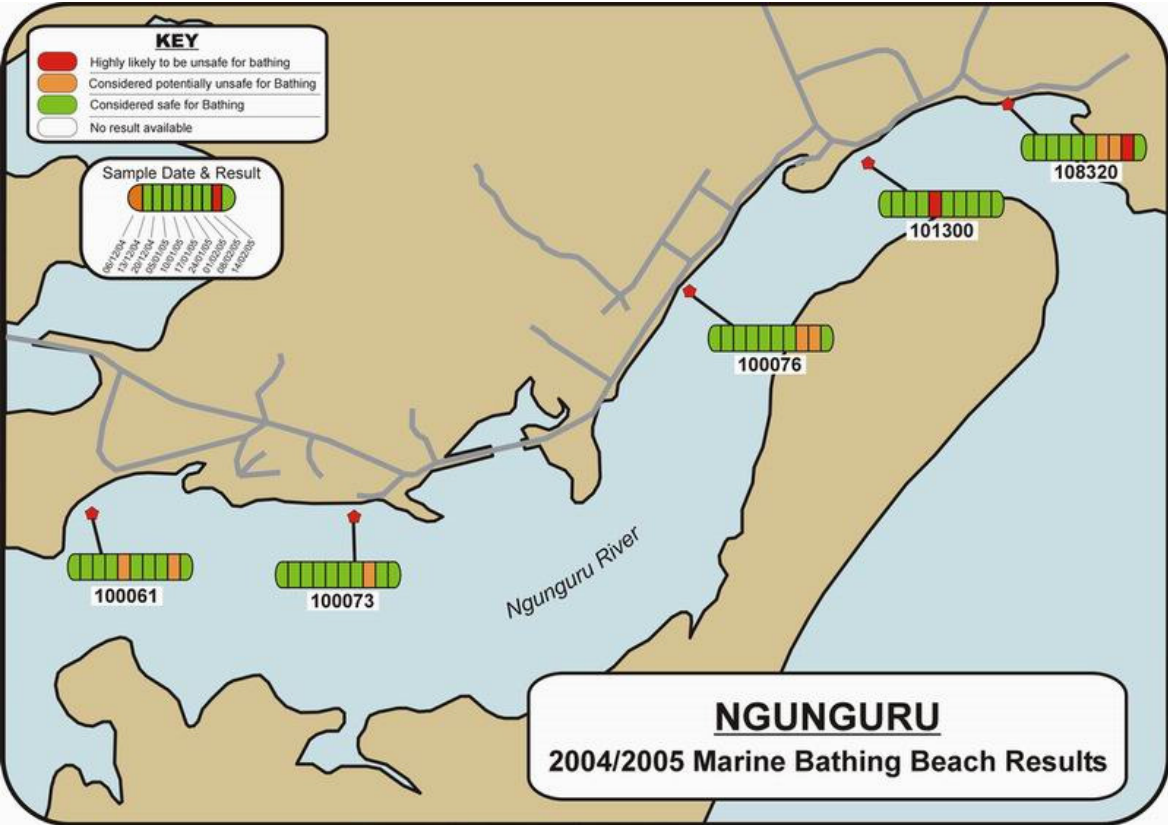 KEY
Highly likely to be unsafe for bathing
Considered potentially unsafe for Bathing
Considered safe for Bathing
No result available
Sample Date & Result
06/12/04
13/12/04
20/12/04
05/01/05
10/01/05
17/01/05
24/01/05
01/02/05
08/02/05
14/02/05
108320
101300
100076
100061
100073
Ngunguru River
NGUNGURU
2004/2005 Marine Bathing Beach Results